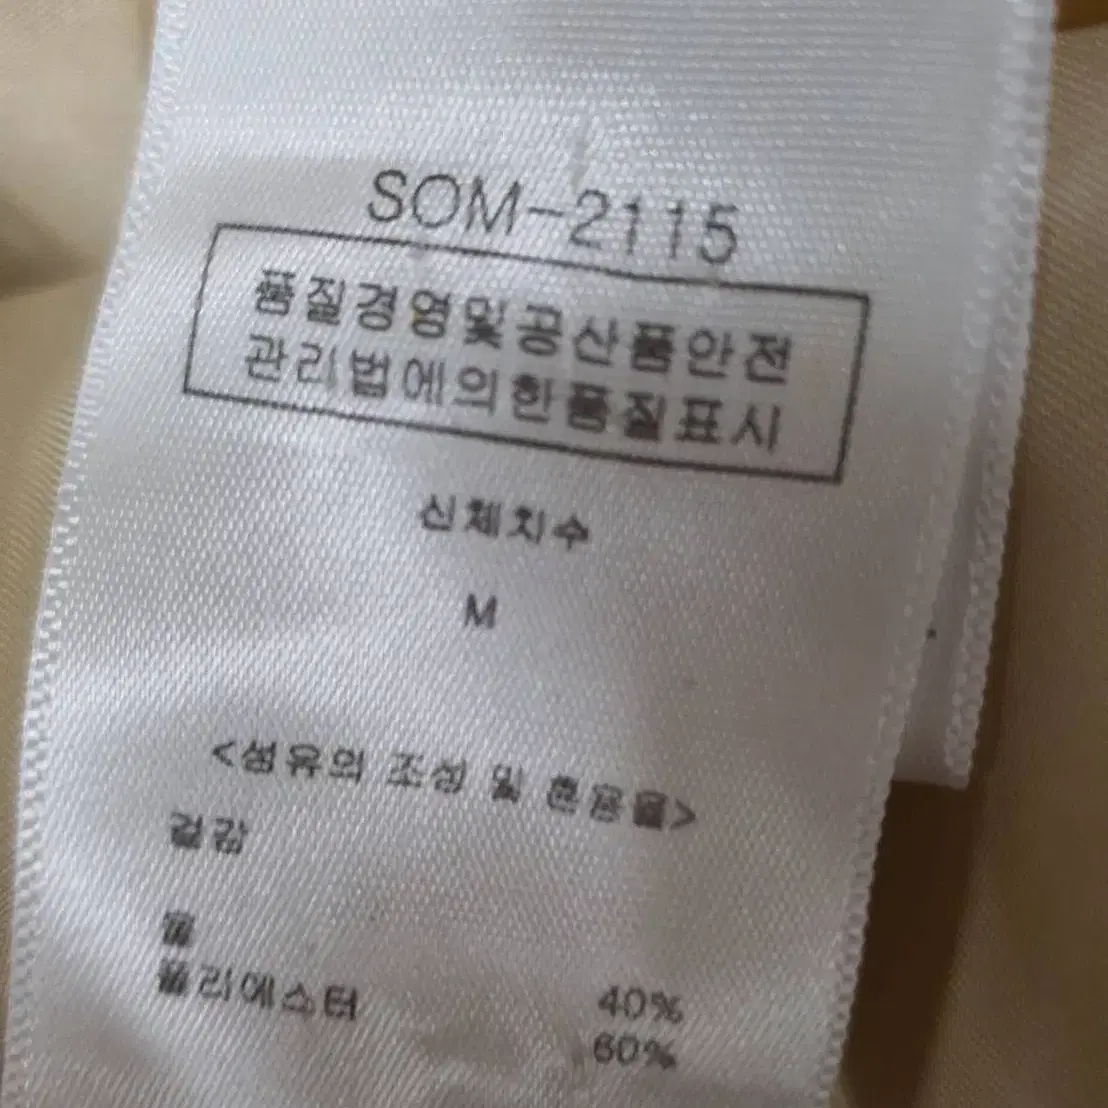 SOM-2115
품질경영및공산품안전
관리법에의한품질표시
신체치수
M
<섬유의 조성 및 혼용율>
겉감
울
폴리에스터
40%
60%